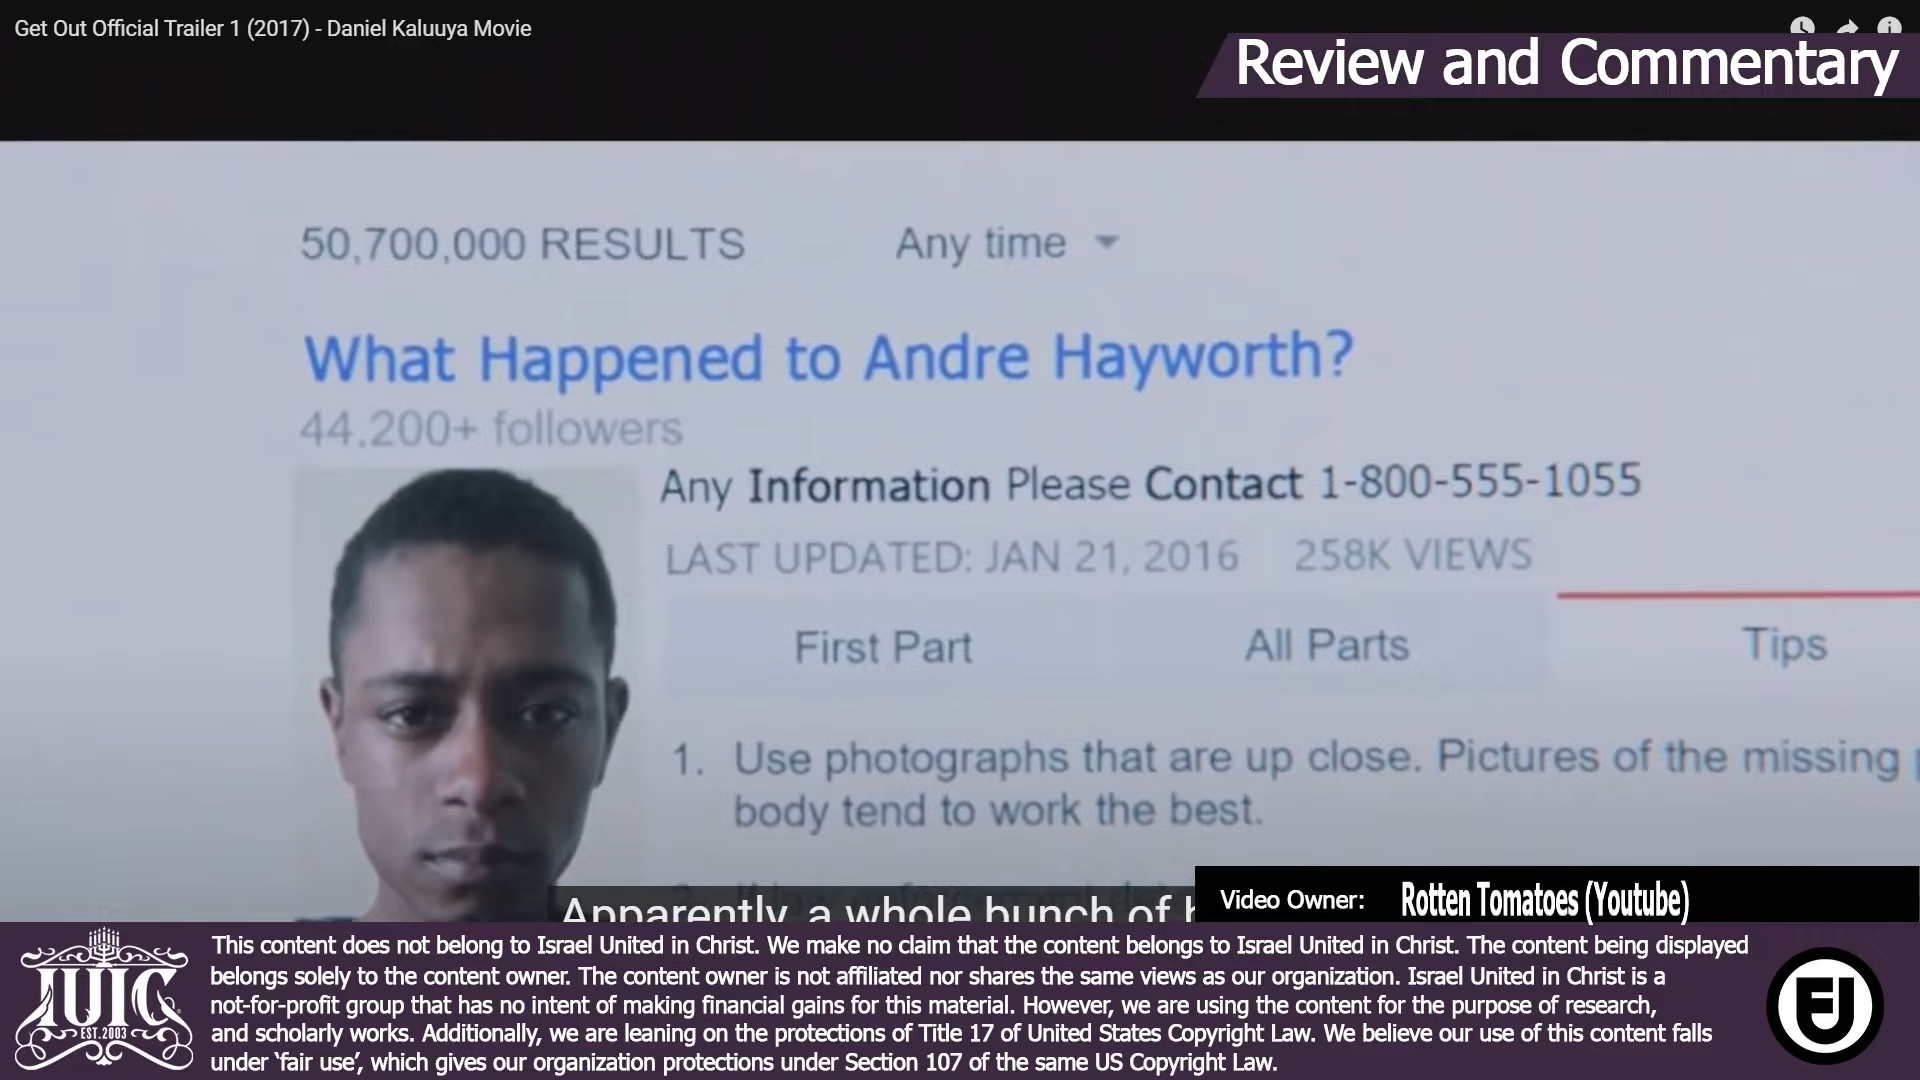 Get Out Official Trailer 1 (2017) - Daniel Kaluuya Movie
Review and Commentary
50,700,000 RESULTS Any time
What Happened to Andre Hayworth?
44,200+ followers
Any Information Please Contact 1-800-555-1055
LAST UPDATED: JAN 21, 2016 258K VIEWS
First Part All Parts Tips
1. Use photographs that are up close. Pictures of the missing
body tend to work the best.
Apparently, a whole bunch of
Video Owner: Rotten Tomatoes (Youtube)
This content does not belong to Israel United in Christ. We make no claim that the content belongs to Israel United in Christ. The content being displayed
belongs solely to the content owner. The content owner is not affiliated nor shares the same views as our organization. Israel United in Christ is a
not-for-profit group that has no intent of making financial gains for this material. However, we are using the content for the purpose of research,
and scholarly works. Additionally, we are leaning on the protections of Title 17 of United States Copyright Law. We believe our use of this content falls
under ‘fair use’, which gives our organization protections under Section 107 of the same US Copyright Law.
IUIC
EST. 2003